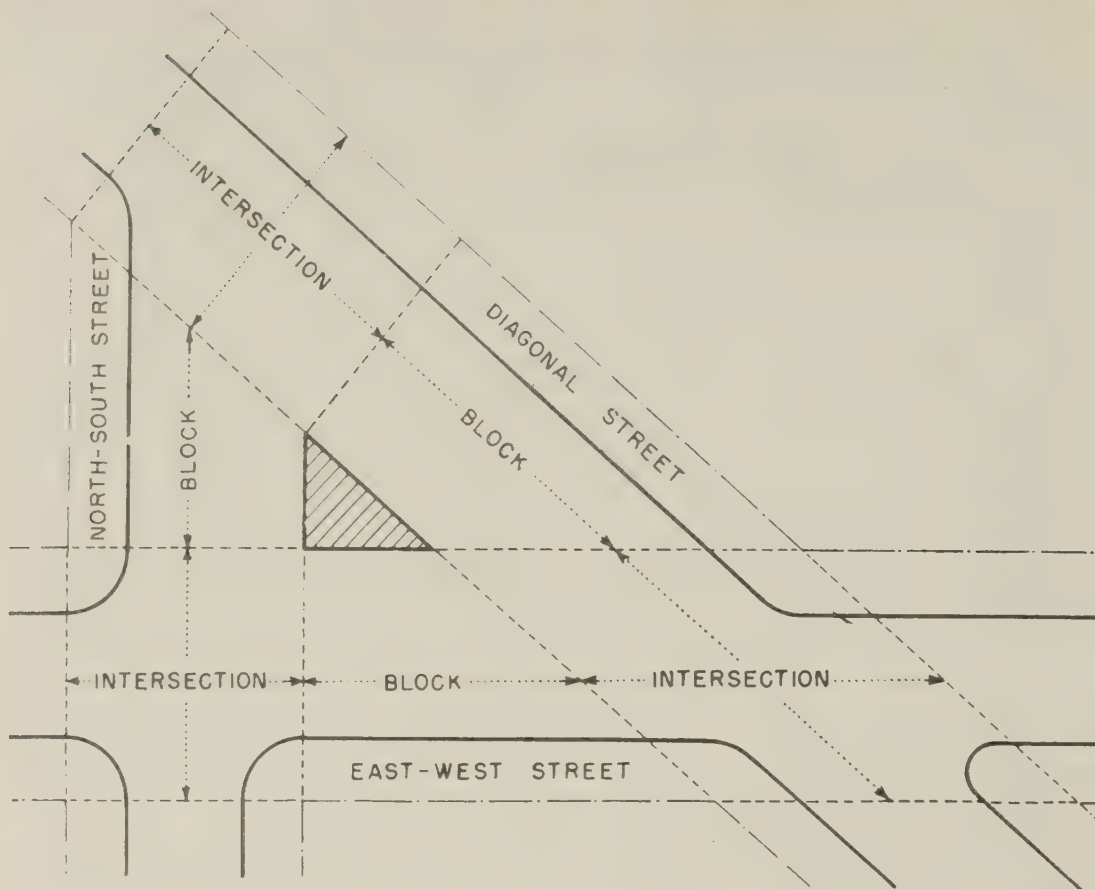 INTERSECTION
NORTH-SOUTH STREET
BLOCK
DIAGONAL STREET
BLOCK
INTERSECTION
BLOCK
INTERSECTION
EAST-WEST STREET